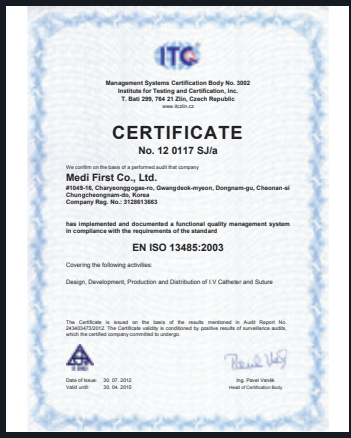 ITC
Management Systems Certification Body No. 3002
Institute for Testing and Certification, Inc.
T. Bati 299, 764 21 Zlín, Czech Republic
www.itczlin.cz
CERTIFICATE
No. 12 0117 SJ/a
We confirm on the basis of a performed audit that company
Medi First Co., Ltd.
#1049-16, Charyeonggogae-ro, Gwangdeok-myeon, Dongnam-gu, Cheonan-si
Chungcheongnam-do, Korea
Company Reg. No.: 3128613663
has implemented and documented a functional quality management system
in compliance with the requirements of the standard
EN ISO 13485:2003
Covering the following activities:
Design, Development, Production and Distribution of I.V Catheter and Suture
The Certificate is issued on the basis of the results mentioned in Audit Report No.
243403473/2012. The Certificate validity is conditioned by positive results of surveillance audits,
which the certified company committed to undergo.
Date of Issue: 30. 07. 2012
Valid until: 30. 04. 2015
Ing. Pavel Vaněk
Head of Certification Body